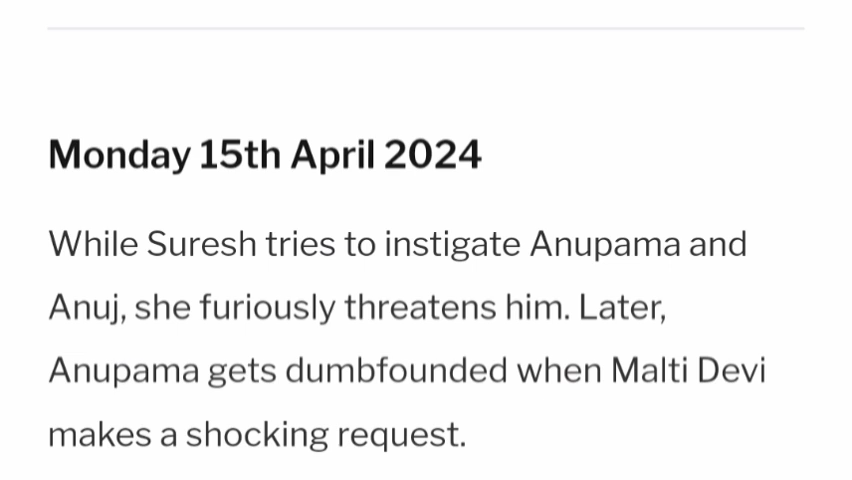 Monday 15th April 2024
While Suresh tries to instigate Anupama and
Anuj, she furiously threatens him. Later,
Anupama gets dumbfounded when Malti Devi
makes a shocking request.